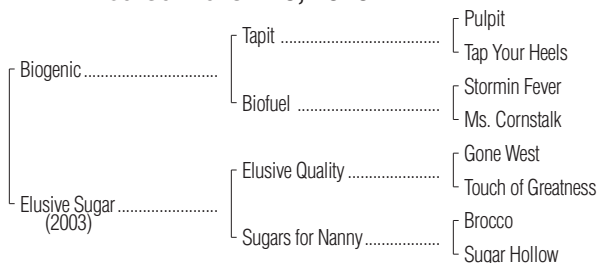 Pulpit
Tapit
Tap Your Heels
Biogenic
Stormin Fever
Biofuel
Ms. Cornstalk
Gone West
Elusive Quality
Touch of Greatness
Elusive Sugar
(2003)
Brocco
Sugars for Nanny
Sugar Hollow